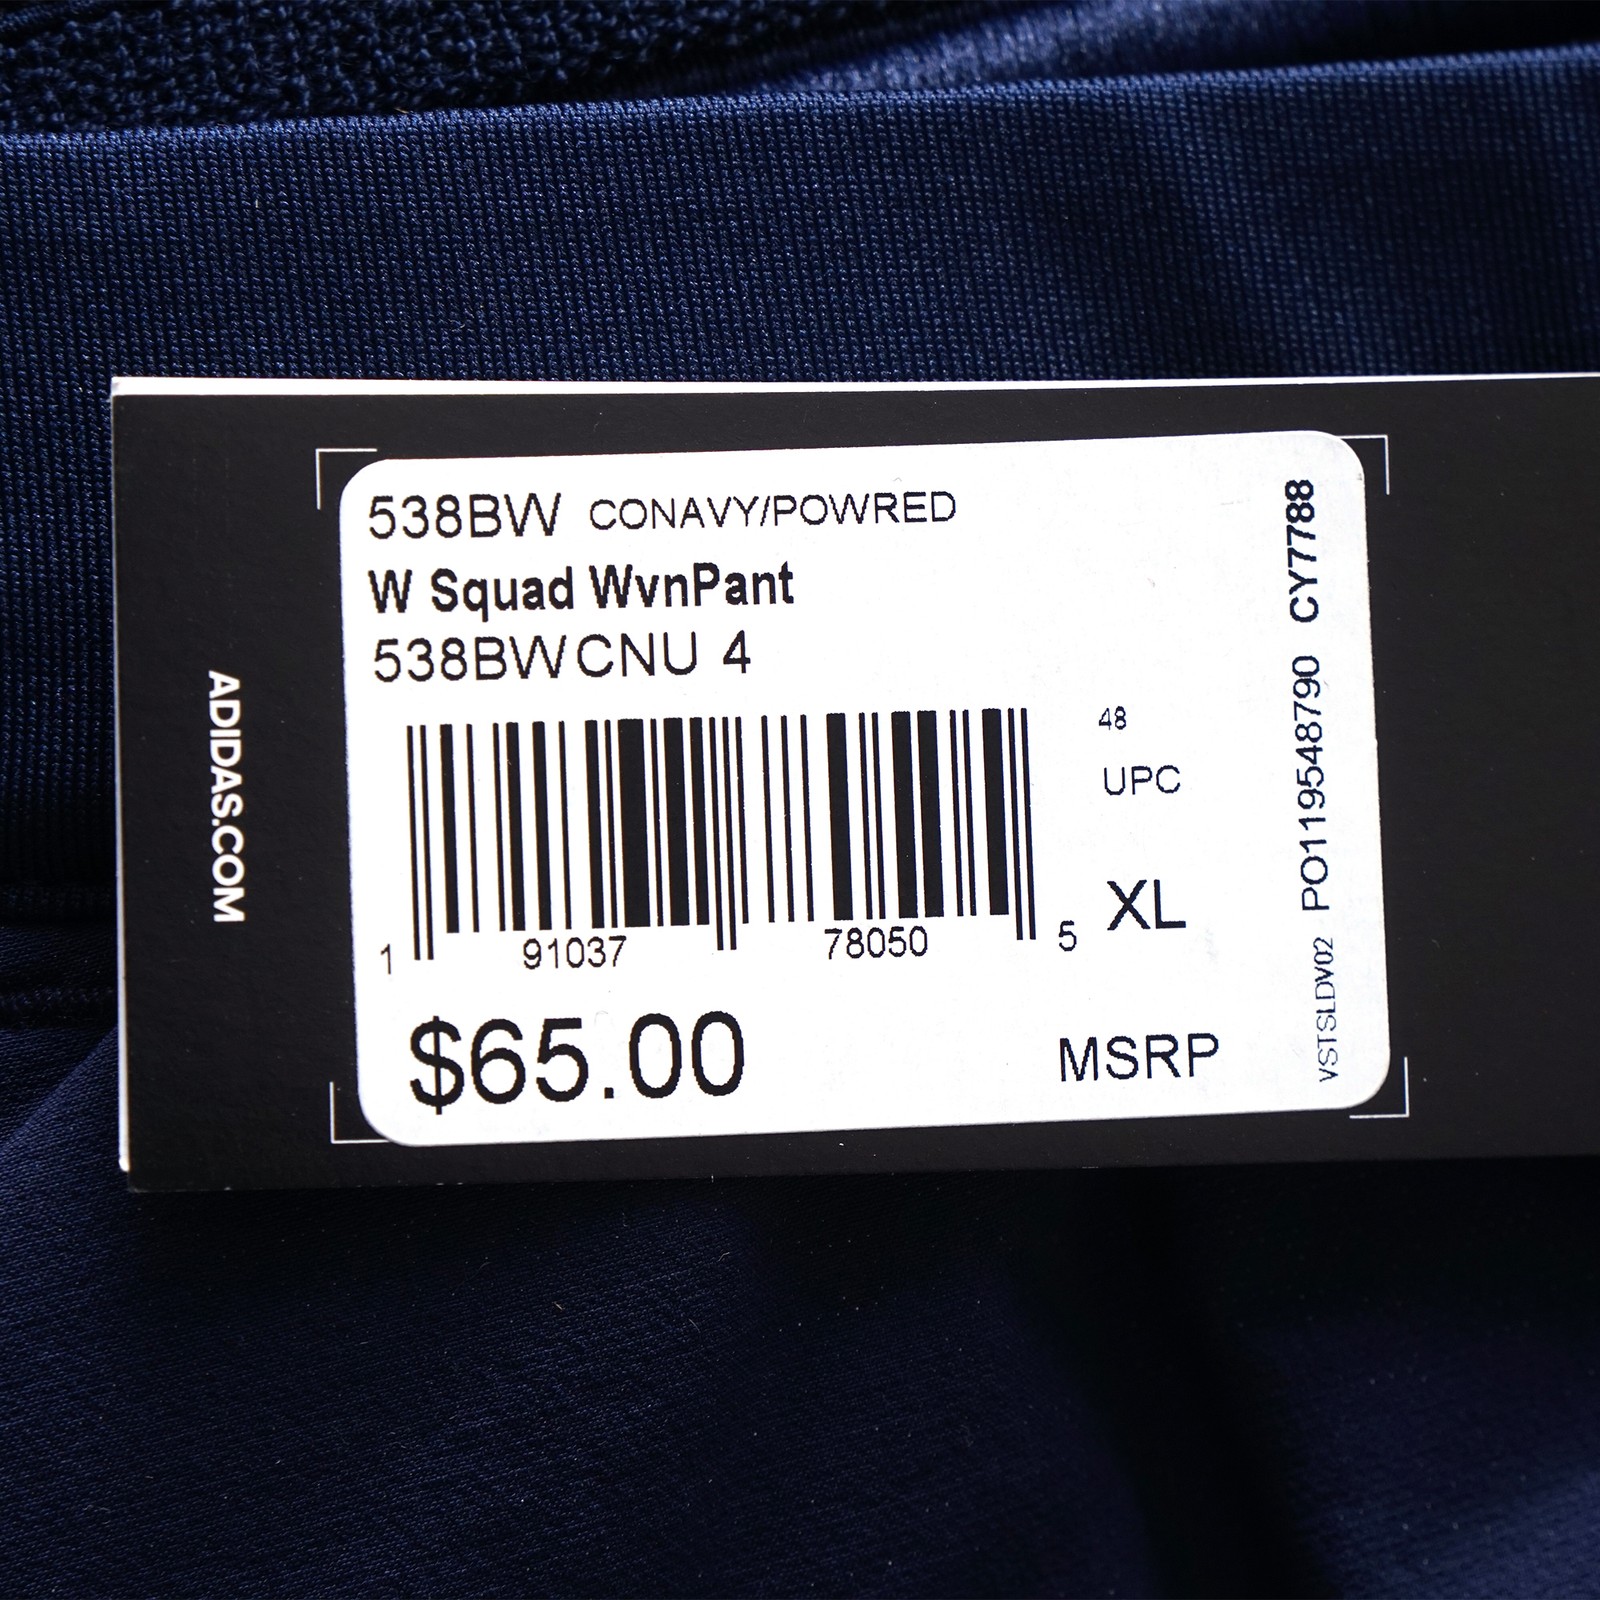 ADIDAS.COM
538BW CONAVY/POWRED
W Squad WvnPant
538BWCNU 4
48
UPC
XL
1 91037 78050 5
$65.00 MSRP
VSTSLDV02 PO1195548790 CY7788